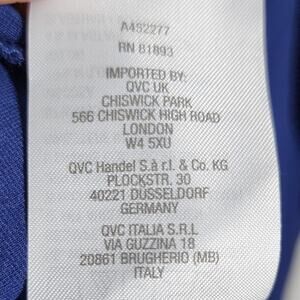 A452277
RN 81893
IMPORTED BY:
QVC UK
CHISWICK PARK
566 CHISWICK HIGH ROAD
LONDON
W4 5XU
QVC Handel S.à r.l. & Co. KG
PLOCKSTR. 30
40221 DÜSSELDORF
GERMANY
QVC ITALIA S.R.L
VIA GUZZINA 18
20861 BRUGHERIO (MB)
ITALY